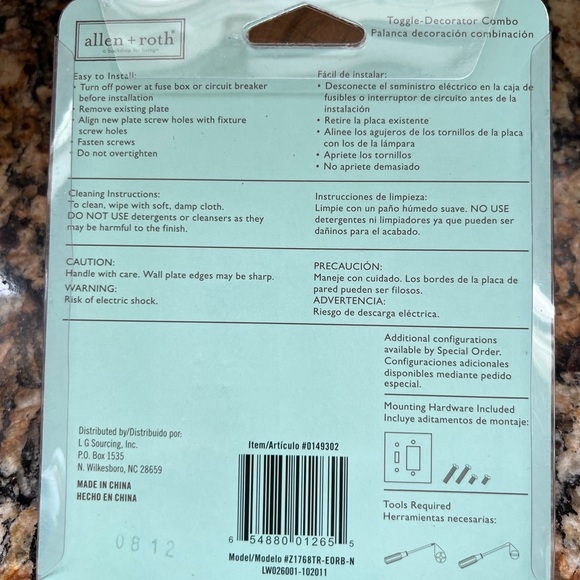 allen + roth®
Toggle-Decorator Combo
Palanca decoración combinación
Easy to Install:
• Turn off power at fuse box or circuit breaker
before installation
• Remove existing plate
• Align new plate screw holes with fixture
screw holes
• Fasten screws
• Do not overtighten
Fácil de instalar:
• Desconecte el suministro eléctrico en la caja de
fusibles o interruptor de circuito antes de la
instalación
• Retire la placa existente
• Alinee los agujeros de los tornillos de la placa
con los de la lámpara
• Apriete los tornillos
• No apriete demasiado
Cleaning Instructions:
To clean, wipe with soft, damp cloth.
DO NOT USE detergents or cleansers as they
may be harmful to the finish.
Instrucciones de limpieza:
Limpie con un paño húmedo suave. NO USE
detergentes ni limpiadores ya que pueden ser
dañinos para el acabado.
CAUTION:
Handle with care. Wall plate edges may be sharp.
WARNING:
Risk of electric shock.
PRECAUCIÓN:
Maneje con cuidado. Los bordes de la placa de
pared pueden ser filosos.
ADVERTENCIA:
Riesgo de descarga eléctrica.
Additional configurations
available by Special Order.
Configuraciones adicionales
disponibles mediante pedido
especial.
Mounting Hardware Included
Incluye aditamentos de montaje:
Tools Required
Herramientas necesarias:
Distributed by/Distribuido por:
L G Sourcing, Inc.
P.O. Box 1535
N. Wilkesboro, NC 28659
MADE IN CHINA
HECHO EN CHINA
0812
Item/Artículo #0149302
6 54880 01265 5
Model/Modelo #Z1768TR-EORB-N
LW026001-102011